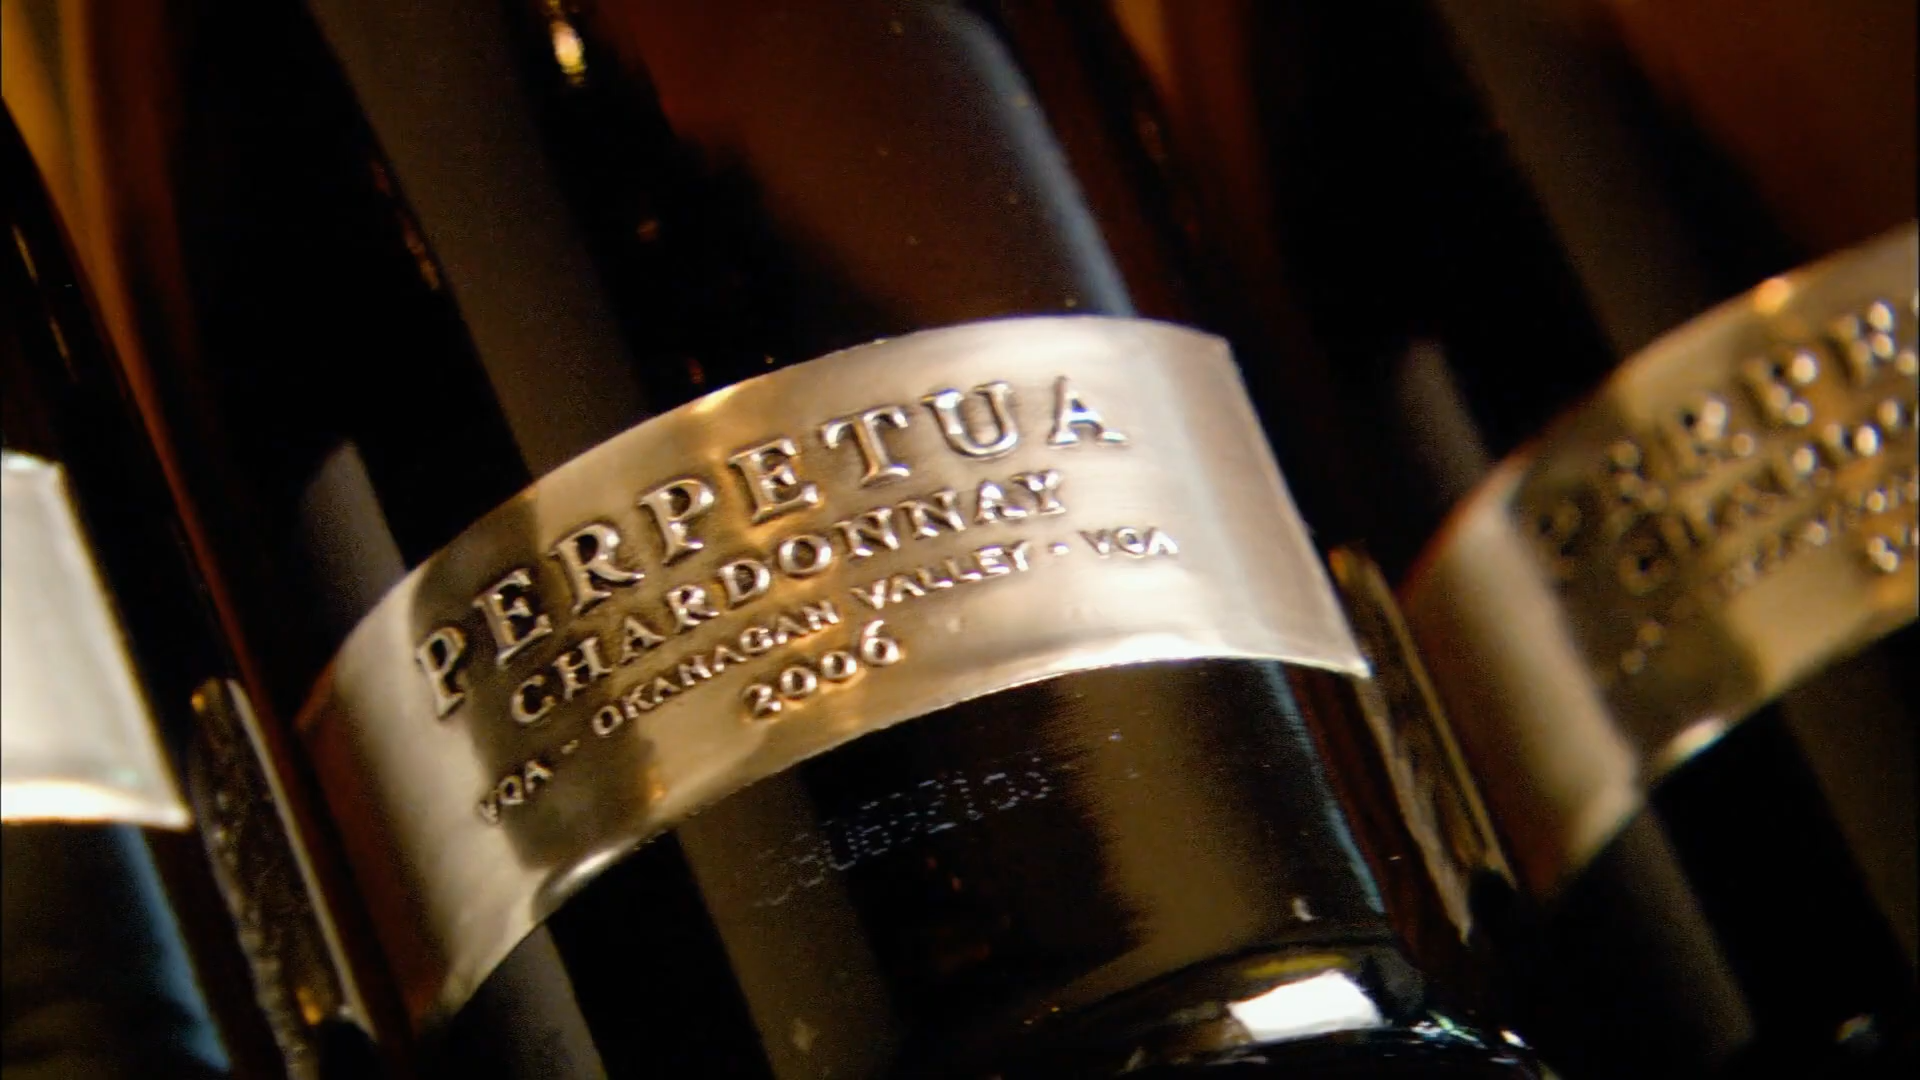 PERPETUA
CHARDONNAY
VQA - OKANAGAN VALLEY - VQA
2006